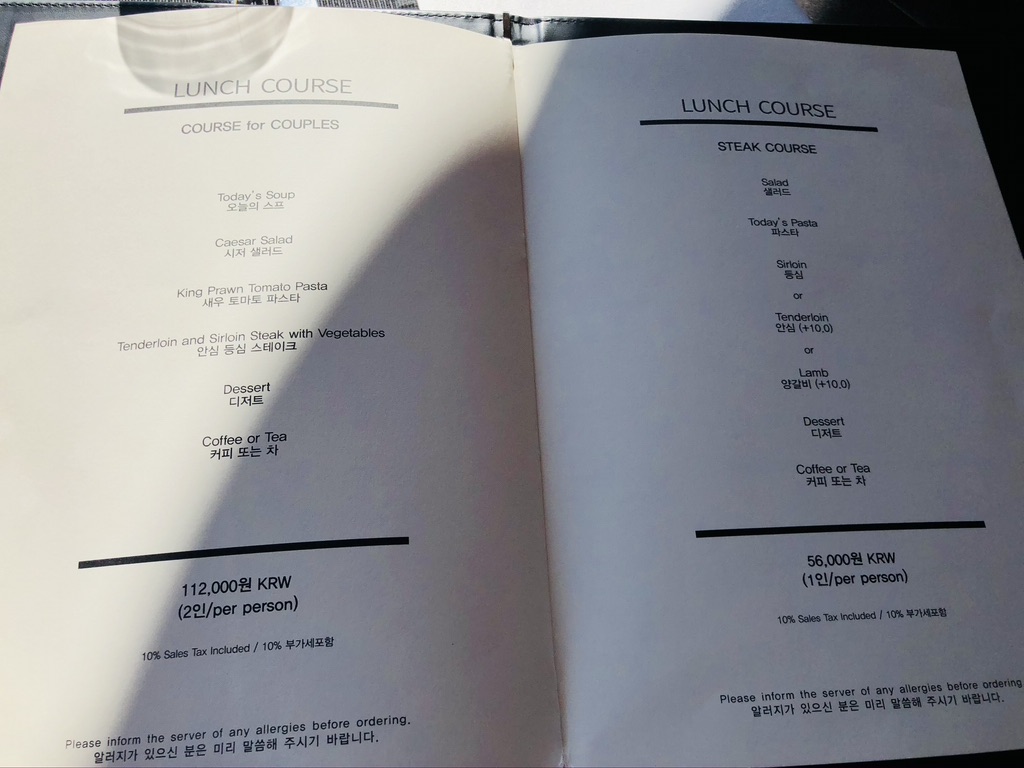 LUNCH COURSE
COURSE for COUPLES
Today's Soup
오늘의 스프
Caesar Salad
시저 샐러드
King Prawn Tomato Pasta
새우 토마토 파스타
Tenderloin and Sirloin Steak with Vegetables
안심 등심 스테이크
Dessert
디저트
Coffee or Tea
커피 또는 차
112,000원 KRW
(2인/per person)
10% Sales Tax Included / 10% 부가세포함
Please inform the server of any allergies before ordering.
알러지가 있으신 분은 미리 말씀해 주시기 바랍니다.
LUNCH COURSE
STEAK COURSE
Salad
샐러드
Today's Pasta
파스타
Sirloin
등심
or
Tenderloin
안심 (+10,0)
or
Lamb
양갈비 (+10,0)
Dessert
디저트
Coffee or Tea
커피 또는 차
56,000원 KRW
(1인/per person)
10% Sales Tax Included / 10% 부가세포함
Please inform the server of any allergies before ordering
알러지가 있으신 분은 미리 말씀해 주시기 바랍니다.